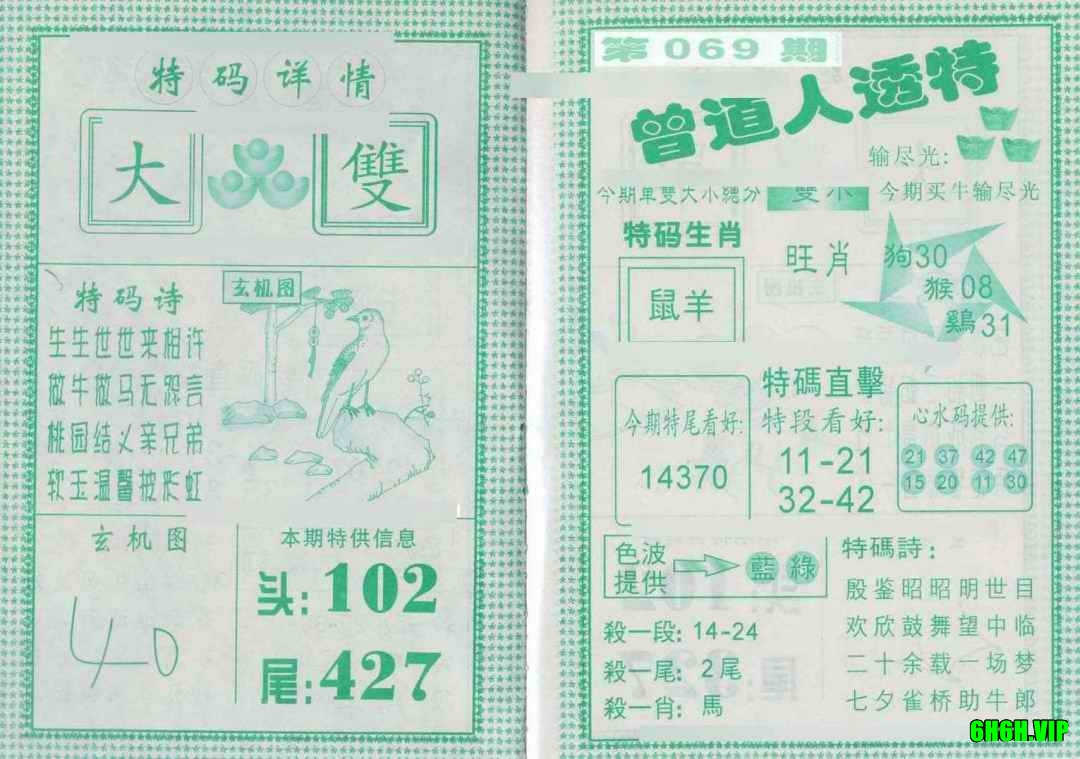 特码详情
大
雙
特码诗
生生世世来相许
做牛做马无怨言
桃园结义亲兄弟
软玉温馨披彩虹
玄机图
玄机图
40
本期特供信息
头:102
尾:427
第069期
曾道人透特
输尽光:
今期买牛输尽光
今期单雙大小總分
雙小
特码生肖
鼠羊
旺肖
狗30
猴08
鷄31
今期特尾看好:
14370
特碼直擊
特段看好:
11-21
32-42
心水码提供:
21 37 42 47
15 20 11 30
色波
提供
藍綠
殺一段: 14-24
殺一尾: 2尾
殺一肖: 馬
特碼詩:
殷鉴昭昭明世目
欢欣鼓舞望中临
二十余载一场梦
七夕雀桥助牛郎
6H6H.VIP